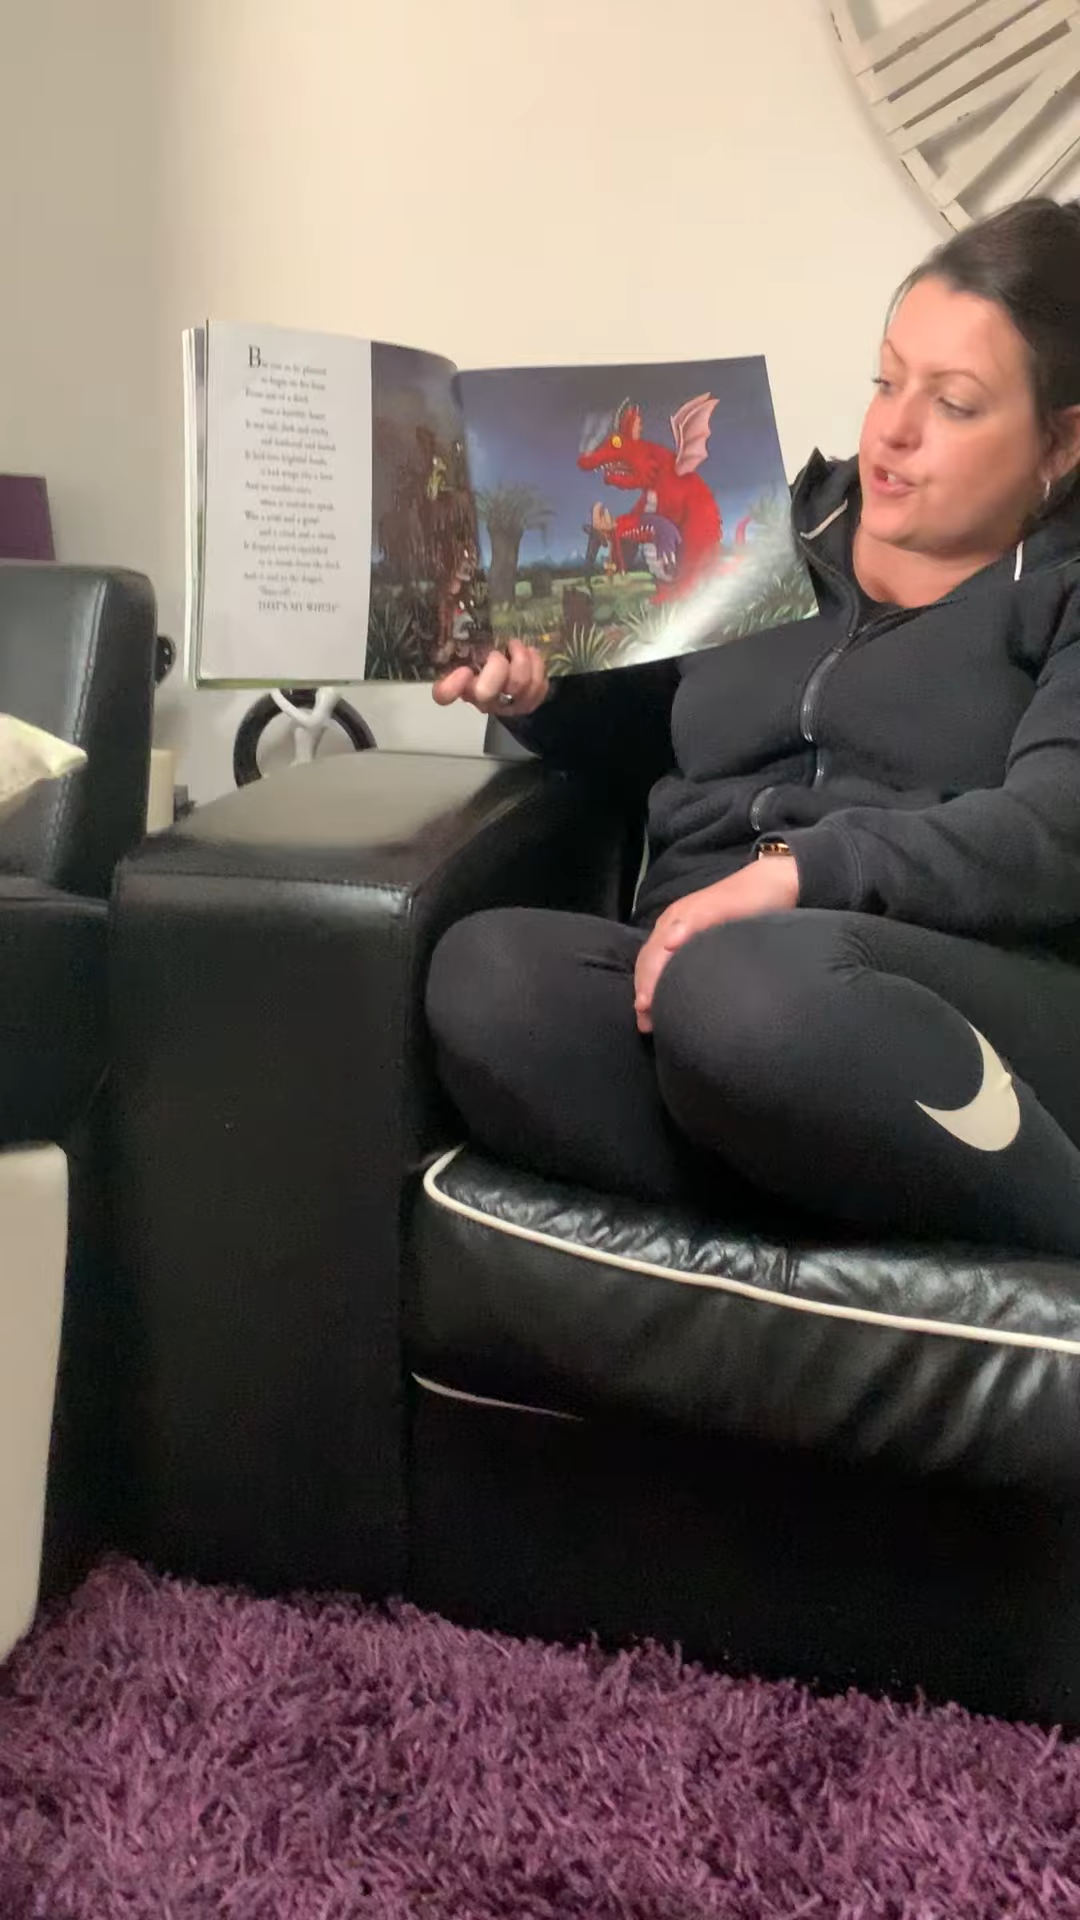 But just as he planned
to begin on his feast
From out of a ditch
rose a horrible beast
It was tall, dark and sticky,
and feathered and furred.
It had four frightful heads,
it had wings like a bird.
And its terrible voice,
when it started to speak,
Was a yowl and a growl
and a croak and a shriek.
It dripped and it squelched
as it strode from the ditch,
And it said to the dragon,
"Buzz off! –
THAT'S MY WITCH!"